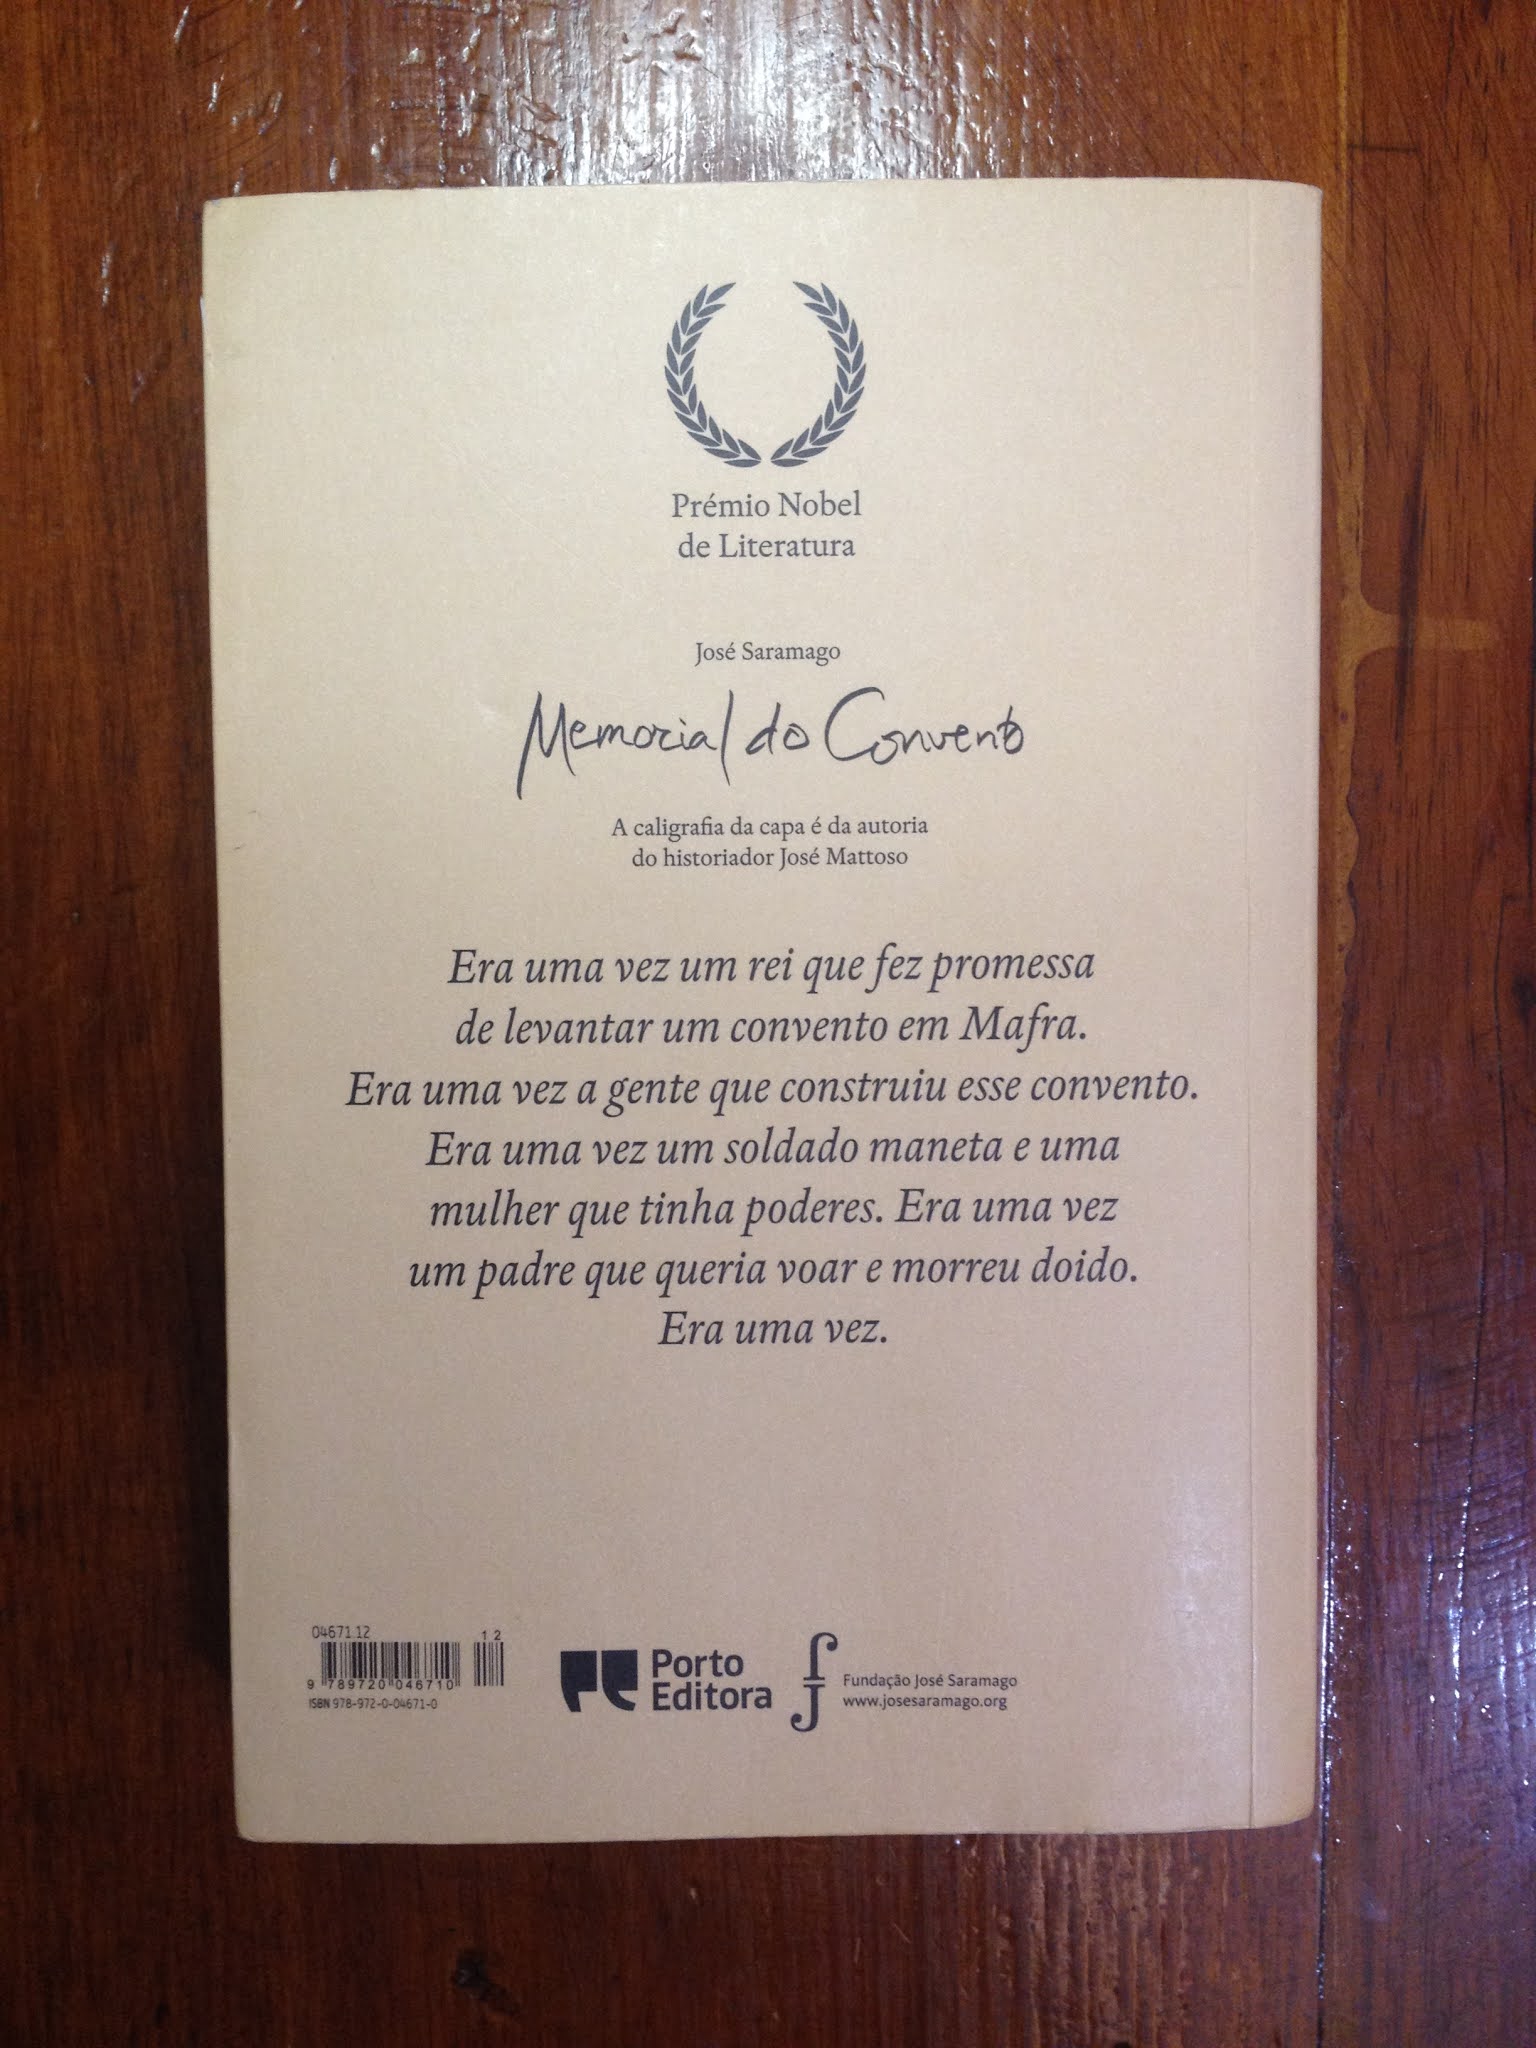 Prémio Nobel
de Literatura
José Saramago
Memorial do Convento
A caligrafia da capa é da autoria
do historiador José Mattoso
Era uma vez um rei que fez promessa
de levantar um convento em Mafra.
Era uma vez a gente que construiu esse convento.
Era uma vez um soldado maneta e uma
mulher que tinha poderes. Era uma vez
um padre que queria voar e morreu doido.
Era uma vez.
04671 12
12
9 789720 046710
ISBN 978-972-0-04671-0
Porto
Editora
Fundação José Saramago
www.josesaramago.org